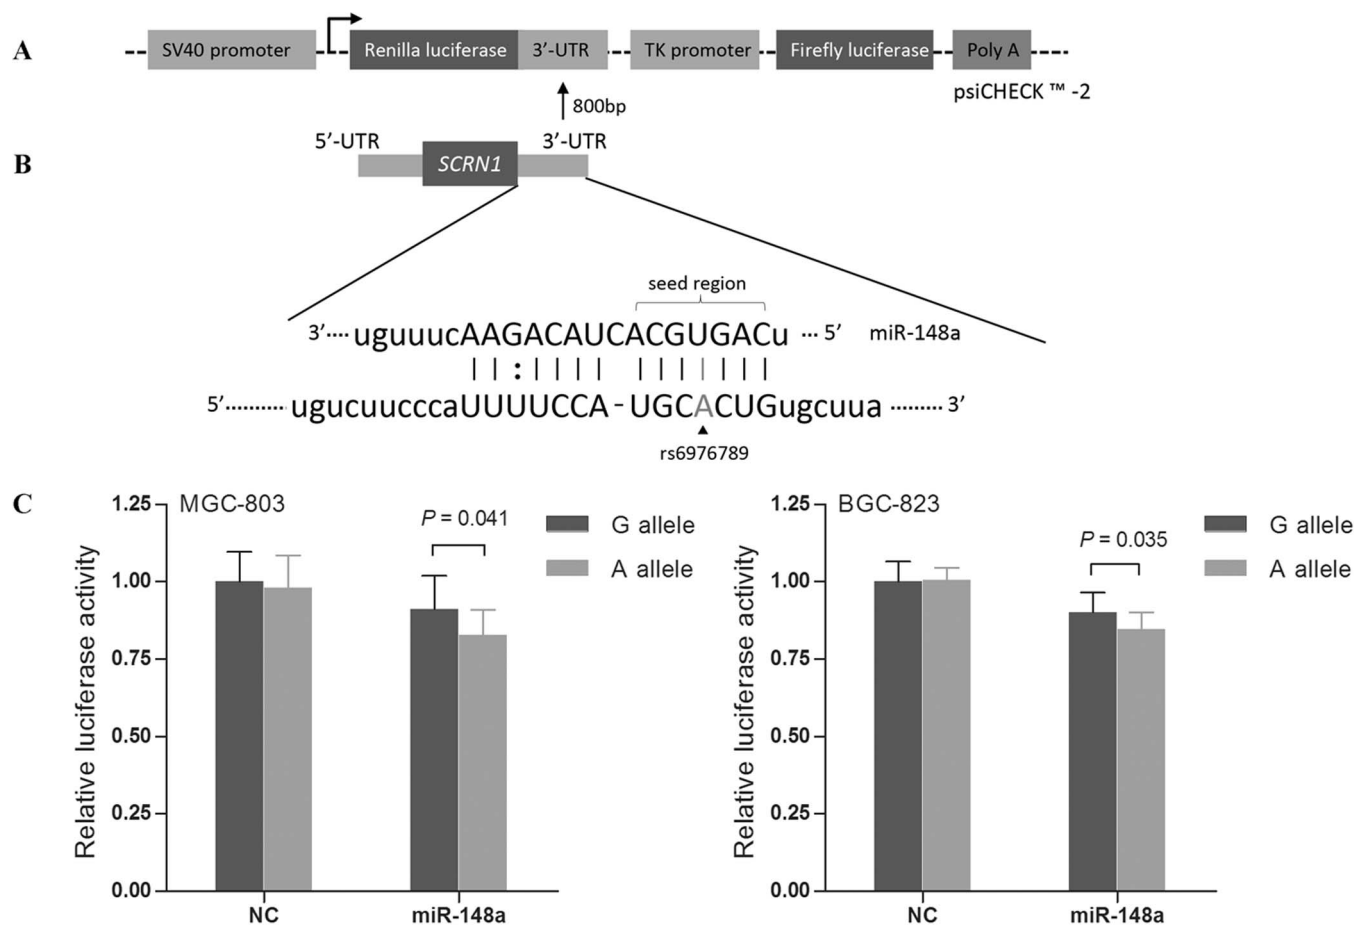 A
SV40 promoter
Renilla luciferase
3’-UTR
TK promoter
Firefly luciferase
Poly A
psiCHECK ™ -2
800bp
B
5’-UTR
SCRN1
3’-UTR
seed region
3’···· uguuucAAGACAUCACGUGACu ··· 5’ miR-148a
5’·········· ugucuucccaUUUUCCA - UGCACUGugcuua ········· 3’
rs6976789
C
MGC-803
Relative luciferase activity
1.25
1.00
0.75
0.50
0.25
0.00
P = 0.041
G allele
A allele
NC
miR-148a
BGC-823
Relative luciferase activity
1.25
1.00
0.75
0.50
0.25
0.00
P = 0.035
G allele
A allele
NC
miR-148a